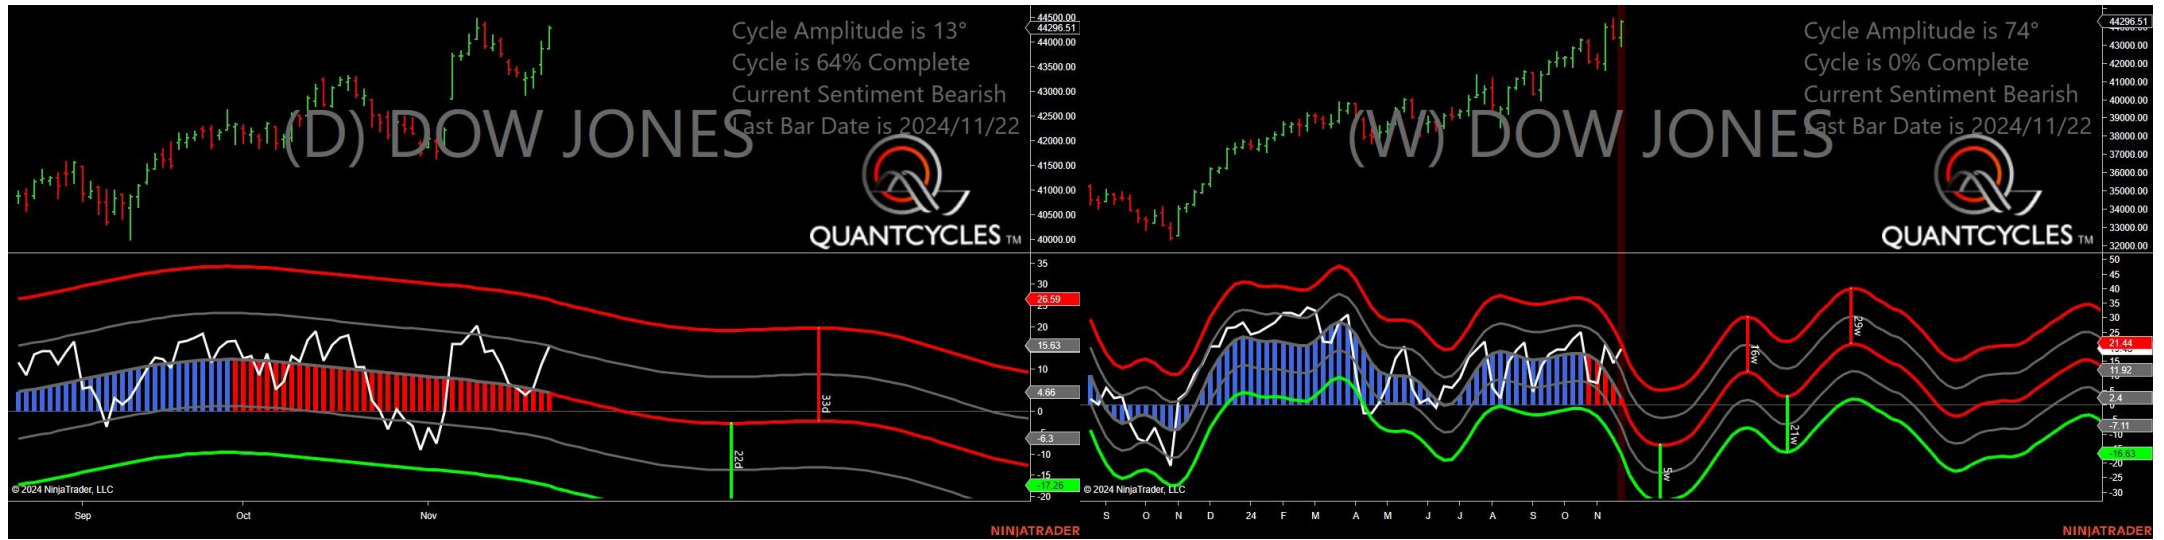 Cycle Amplitude is 13°
Cycle is 64% Complete
Current Sentiment Bearish
Last Bar Date is 2024/11/22
(D) DOW JONES
QUANTCYCLES TM
44500.00
44296.51
44000.00
43500.00
43000.00
42500.00
42000.00
41500.00
41000.00
40500.00
40000.00
35
30
26.59
20
15.63
10
4.66
0
-6.3
-10
-15
-17.26
-20
33d
22d
© 2024 NinjaTrader, LLC
Sep Oct Nov
NINJATRADER
Cycle Amplitude is 74°
Cycle is 0% Complete
Current Sentiment Bearish
Last Bar Date is 2024/11/22
(W) DOW JONES
QUANTCYCLES TM
44296.51
43000.00
42000.00
41000.00
40000.00
39000.00
38000.00
37000.00
36000.00
35000.00
34000.00
33000.00
32000.00
50
45
40
35
30
25
21.44
15
11.92
5
2.4
0
-7.11
-10
-16.63
-20
-25
-30
16w
29w
21w
5w
© 2024 NinjaTrader, LLC
S O N D 24 F M A M J J A S O N
NINJATRADER